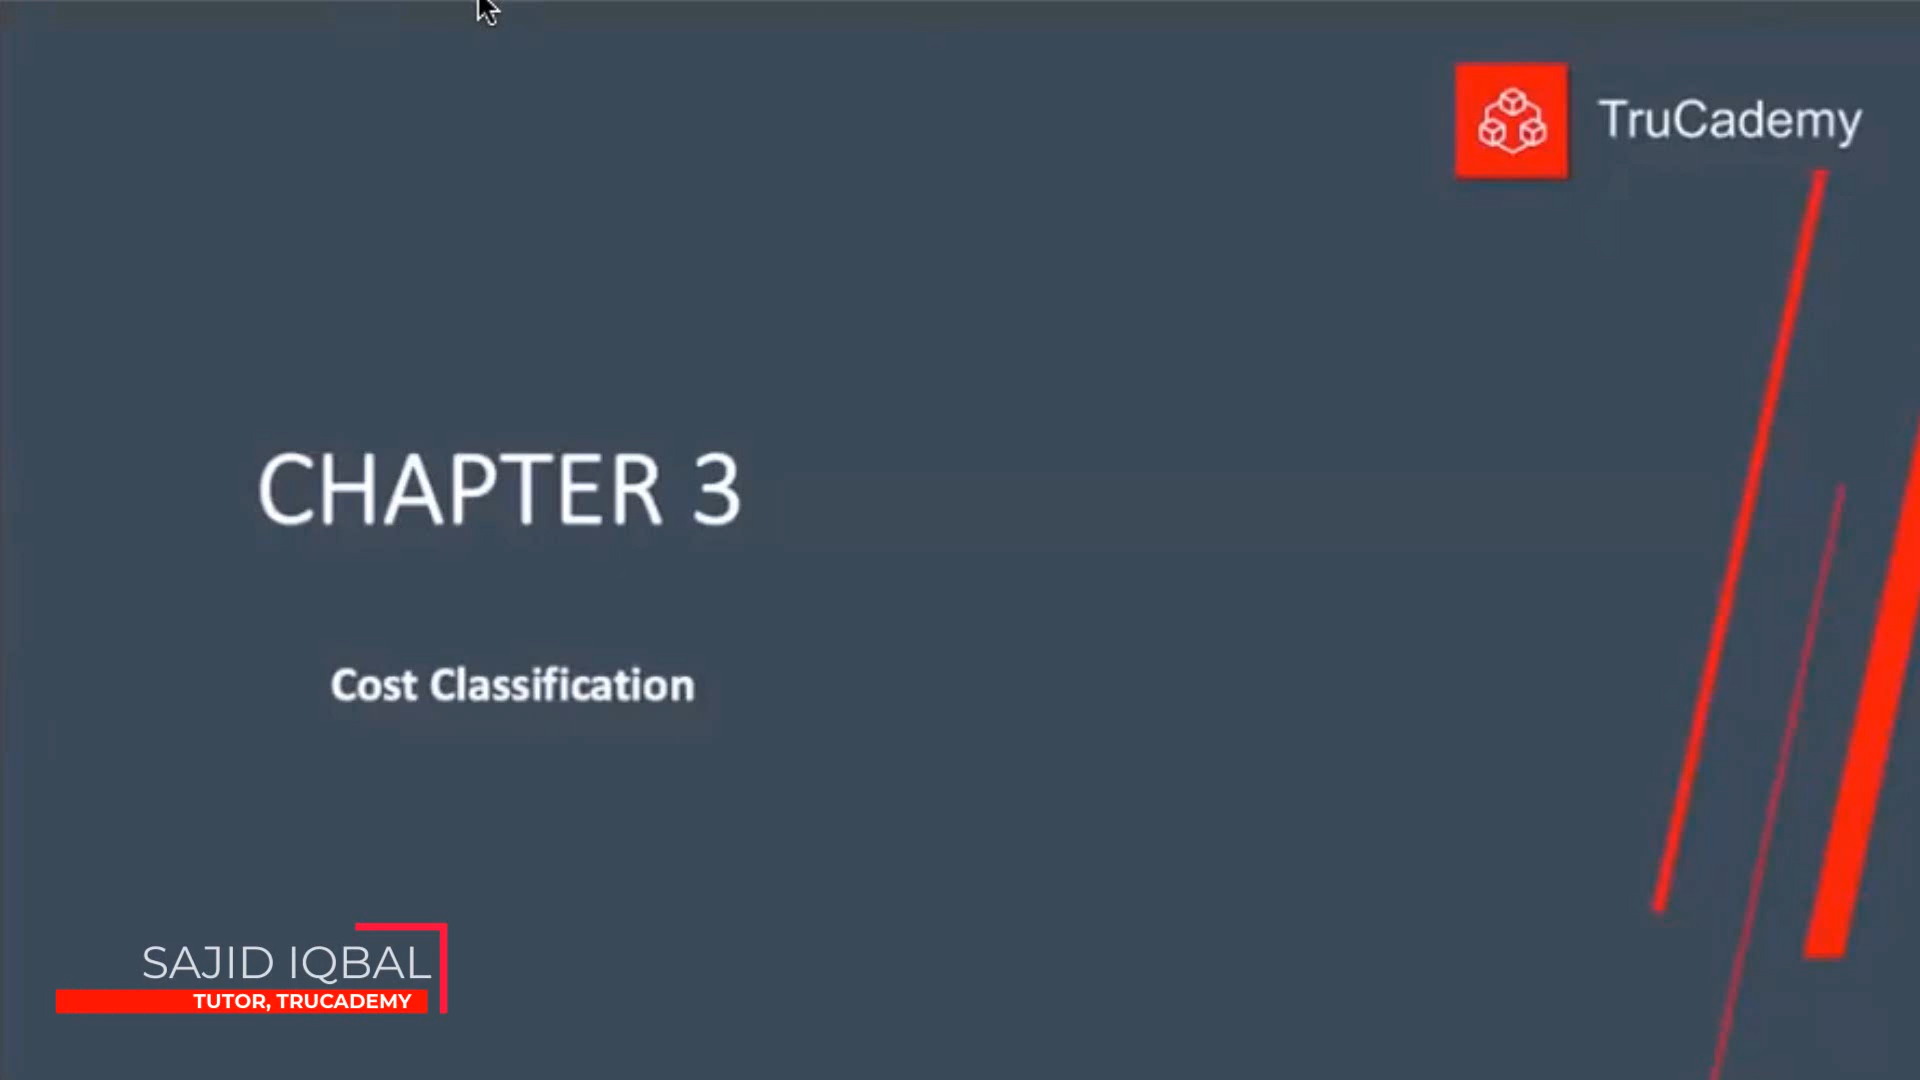 TruCademy
CHAPTER 3
Cost Classification
SAJID IQBAL
TUTOR, TRUCADEMY